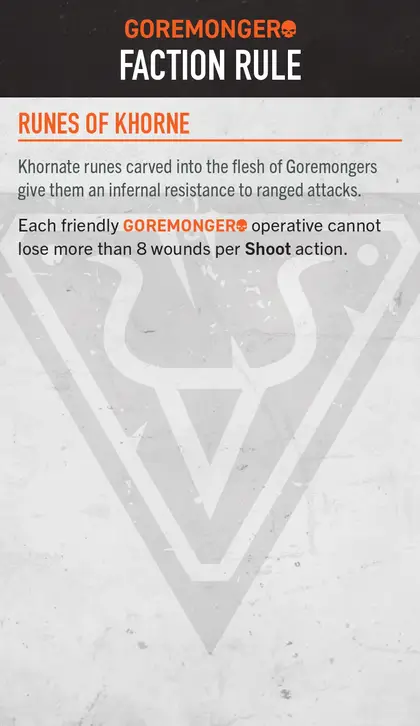 GOREMONGER
FACTION RULE
RUNES OF KHORNE
Khornate runes carved into the flesh of Goremongers
give them an infernal resistance to ranged attacks.
Each friendly GOREMONGER operative cannot
lose more than 8 wounds per Shoot action.